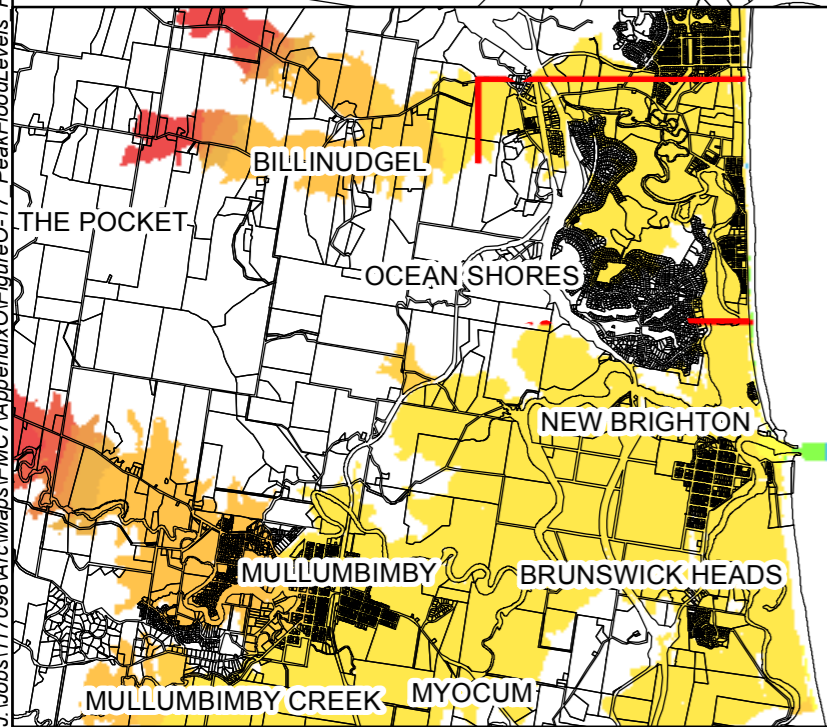 BILLINUDGEL
THE POCKET
OCEAN SHORES
NEW BRIGHTON
MULLUMBIMBY
BRUNSWICK HEADS
MULLUMBIMBY CREEK
MYOCUM